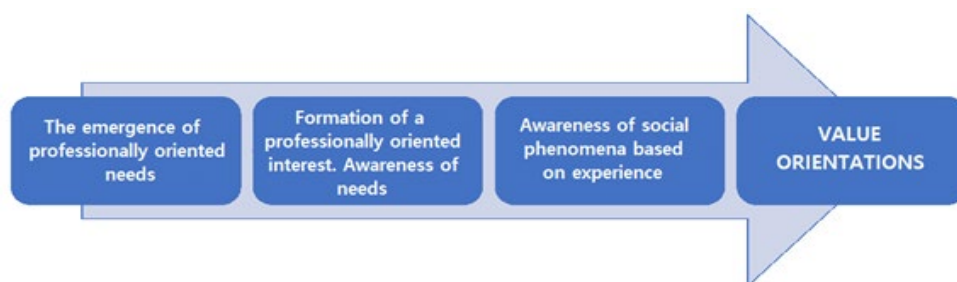 The emergence of
professionally oriented
needs
Formation of a
professionally oriented
interest. Awareness of
needs
Awareness of social
phenomena based
on experience
VALUE
ORIENTATIONS